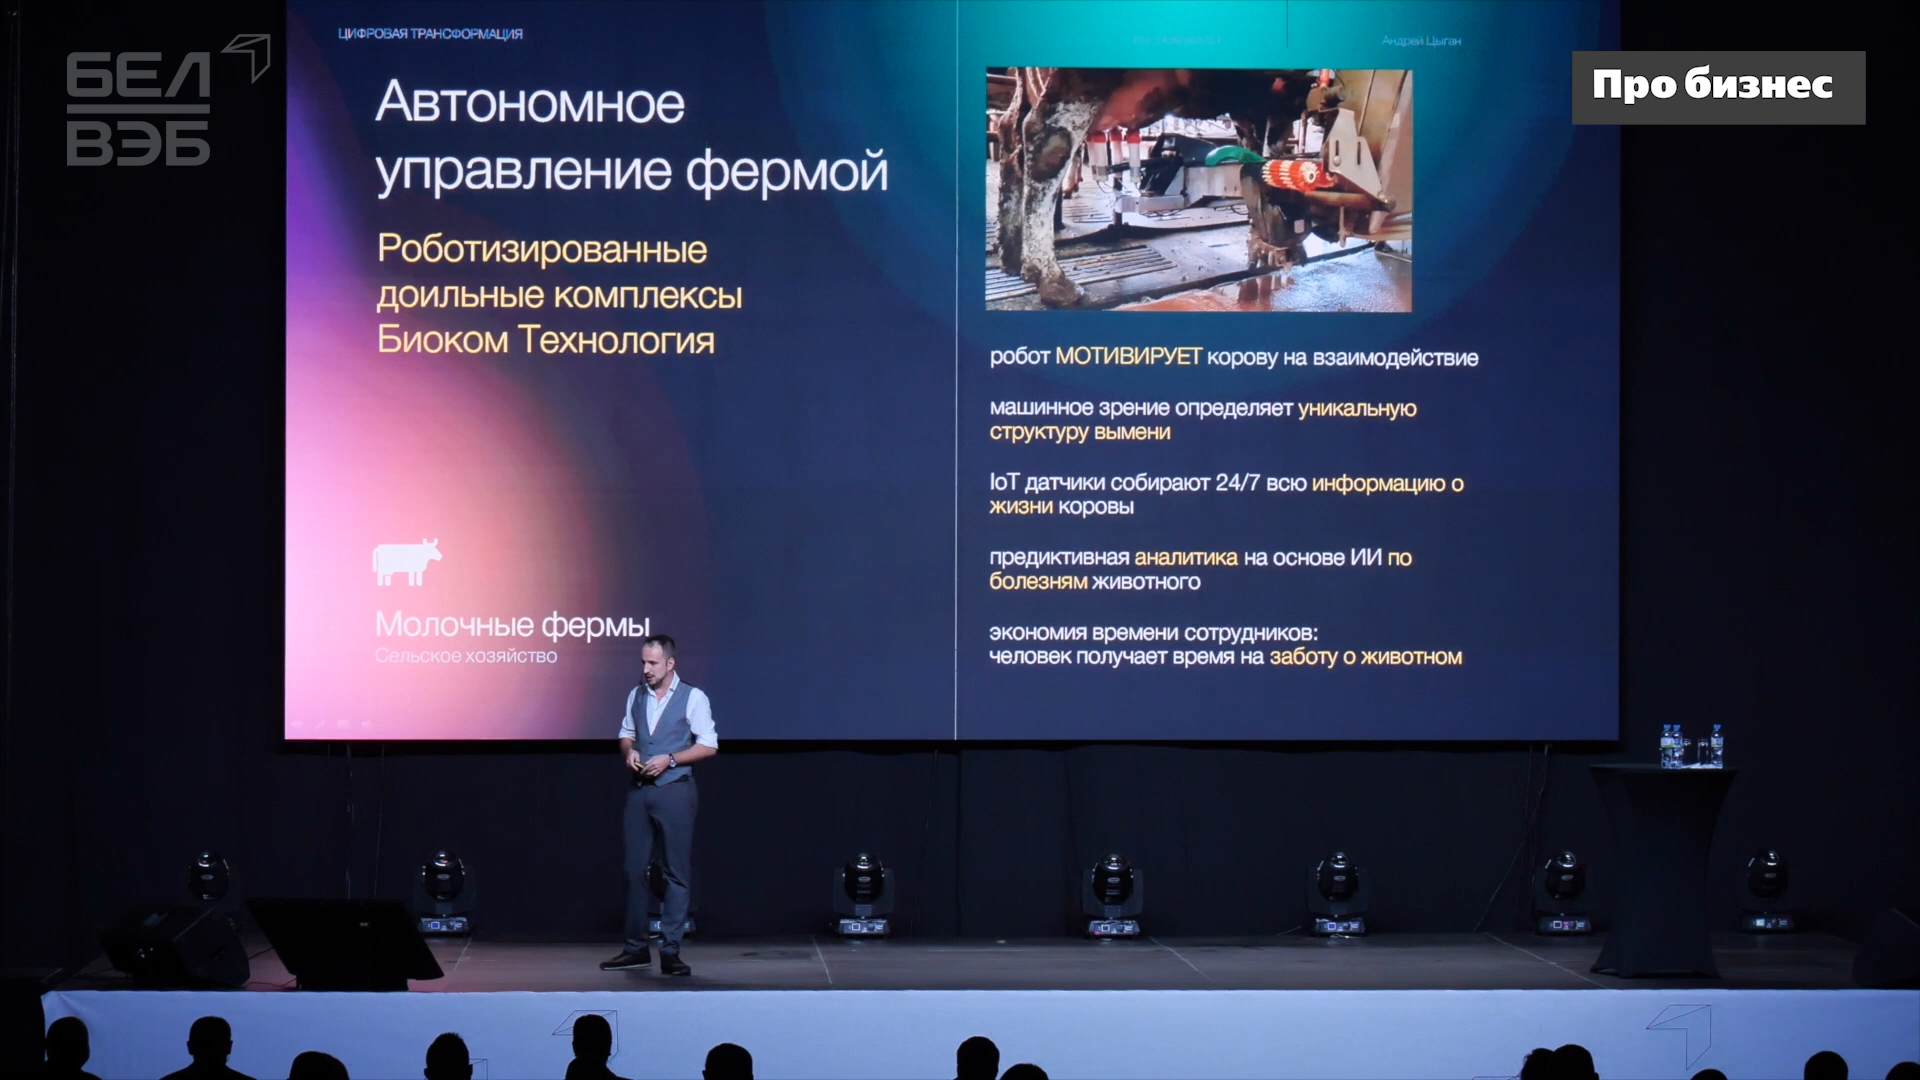 БЕЛ
ВЭБ
Про бизнес
ЦИФРОВАЯ ТРАНСФОРМАЦИЯ
Андрей Цыган
Автономное
управление фермой
Роботизированные
доильные комплексы
Биоком Технология
Молочные фермы
Сельское хозяйство
робот МОТИВИРУЕТ корову на взаимодействие
машинное зрение определяет уникальную
структуру вымени
IoT датчики собирают 24/7 всю информацию о
жизни коровы
предиктивная аналитика на основе ИИ по
болезням животного
экономия времени сотрудников:
человек получает время на заботу о животном